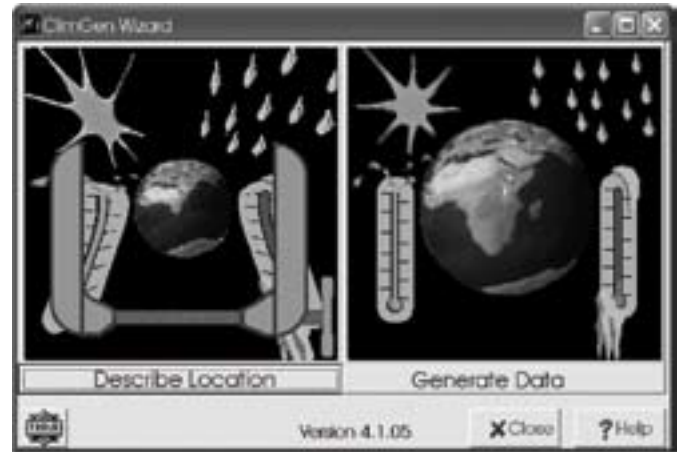 ClimGen Wizard
Describe Location
Generate Data
Version 4.1.05
Close
Help